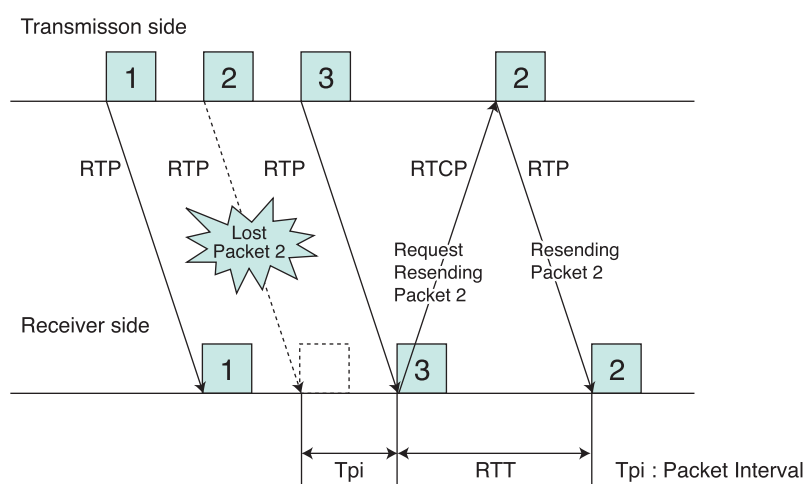 Transmisson side
1
2
3
2
RTP
RTP
RTP
RTCP
RTP
Lost
Packet 2
Request
Resending
Packet 2
Resending
Packet 2
Receiver side
1
3
2
Tpi
RTT
Tpi : Packet Interval